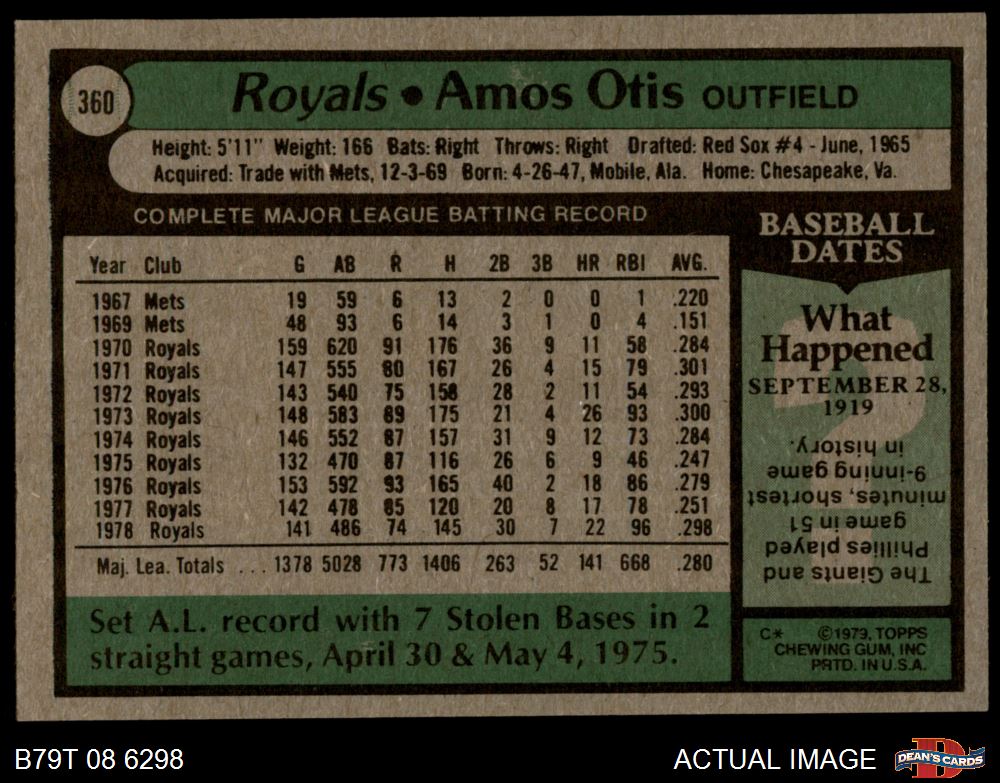 360
Royals • Amos Otis OUTFIELD
Height: 5'11" Weight: 166 Bats: Right Throws: Right Drafted: Red Sox #4 - June, 1965
Acquired: Trade with Mets, 12-3-69 Born: 4-26-47, Mobile, Ala. Home: Chesapeake, Va.
COMPLETE MAJOR LEAGUE BATTING RECORD
Year Club G AB R H 2B 3B HR RBI AVG.
1967 Mets 19 59 6 13 2 0 0 1 .220
1969 Mets 48 93 6 14 3 1 0 4 .151
1970 Royals 159 620 91 176 36 9 11 58 .284
1971 Royals 147 555 80 167 26 4 15 79 .301
1972 Royals 143 540 75 158 28 2 11 54 .293
1973 Royals 148 583 89 175 21 4 26 93 .300
1974 Royals 146 552 87 157 31 9 12 73 .284
1975 Royals 132 470 87 116 26 6 9 46 .247
1976 Royals 153 592 93 165 40 2 18 86 .279
1977 Royals 142 478 85 120 20 8 17 78 .251
1978 Royals 141 486 74 145 30 7 22 96 .298
Maj. Lea. Totals ... 1378 5028 773 1406 263 52 141 668 .280
Set A.L. record with 7 Stolen Bases in 2
straight games, April 30 & May 4, 1975.
BASEBALL
DATES
What
Happened
SEPTEMBER 28,
1919
The Giants and
Phillies played
game in 51
minutes, shortest
9-inning game
in history.
C* ©1979, TOPPS
CHEWING GUM, INC
PRTD. IN U.S.A.
B79T 08 6298
ACTUAL IMAGE
DEAN'S CARDS